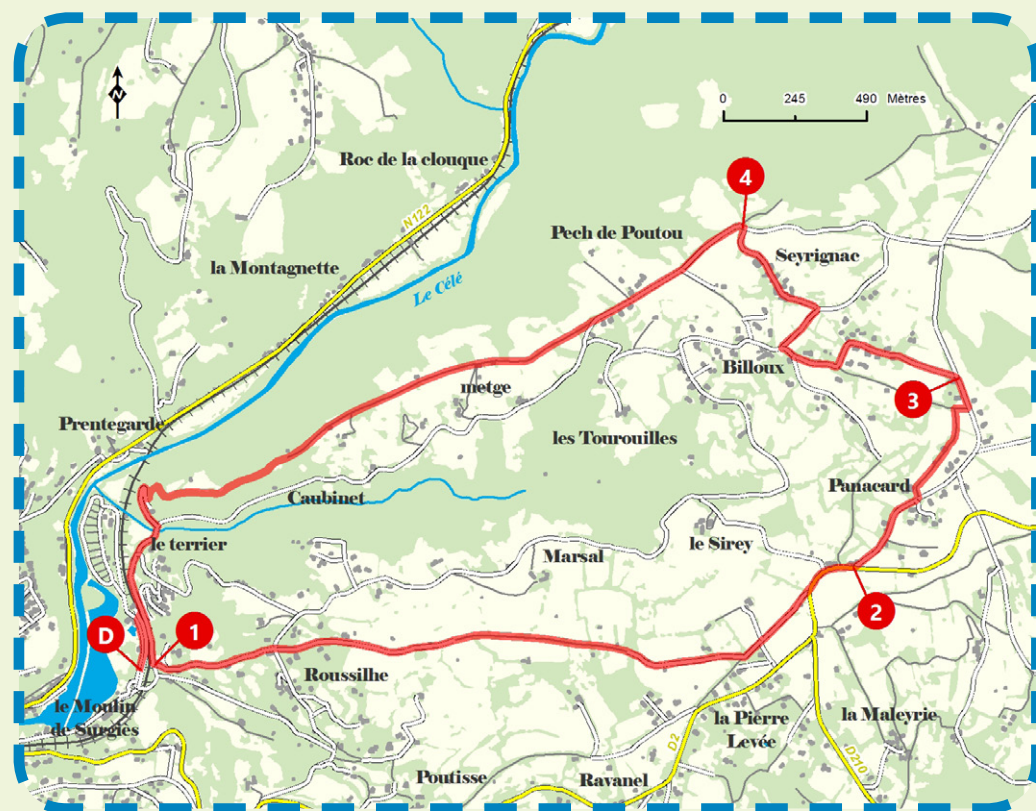 N
0 245 490 Mètres
Roc de la clouque
N122
4
Pech de Poutou
Seyrignac
la Montagnette
Le Célé
Billoux
metge
3
Prentegarde
les Tourouilles
Caubinet
Panacard
le terrier
Marsal
le Sirey
2
D
1
Roussilhe
le Moulin
de Surgiès
la Pierre
Levée
la Maleyrie
D2
D210
Poutisse
Ravanel